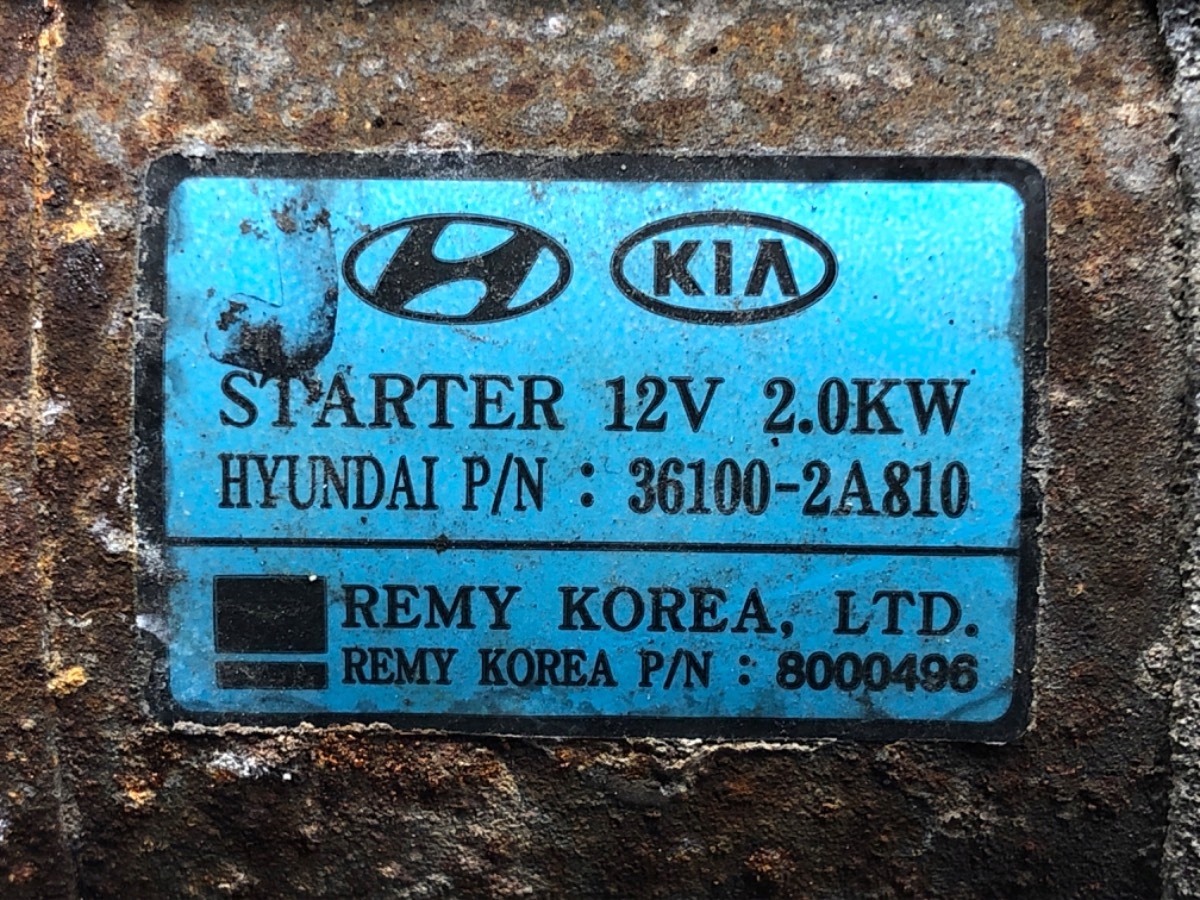 KIA
STARTER 12V 2.0KW
HYUNDAI P/N : 36100-2A810
REMY KOREA, LTD.
REMY KOREA P/N : 8000496